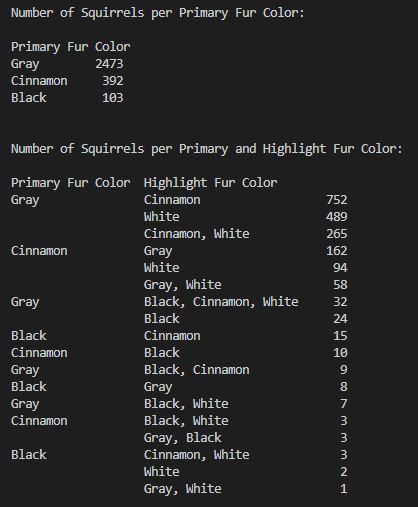 Number of Squirrels per Primary Fur Color:
Primary Fur Color
Gray 2473
Cinnamon 392
Black 103
Number of Squirrels per Primary and Highlight Fur Color:
Primary Fur Color Highlight Fur Color
Gray Cinnamon 752
White 489
Cinnamon, White 265
Cinnamon Gray 162
White 94
Gray, White 58
Gray Black, Cinnamon, White 32
Black 24
Black Cinnamon 15
Cinnamon Black 10
Gray Black, Cinnamon 9
Black Gray 8
Gray Black, White 7
Cinnamon Black, White 3
Gray, Black 3
Black Cinnamon, White 3
White 2
Gray, White 1